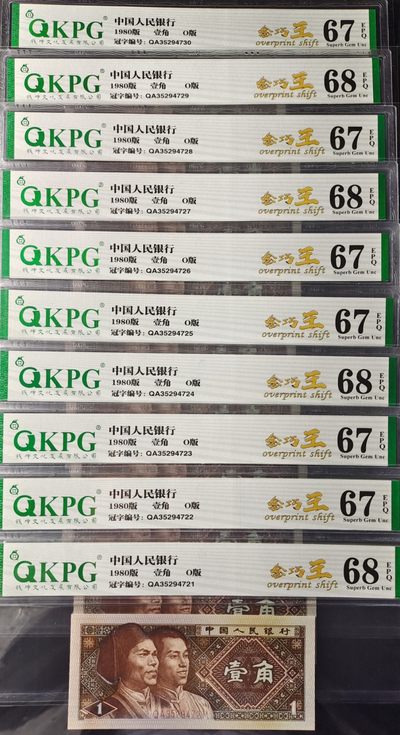 QKPG®
中国人民银行
1980版 壹角 O版
冠字编号：QA35294730
金巧王
overprint shift
67
EPQ
Superb Gem Unc
QKPG®
中国人民银行
1980版 壹角 O版
冠字编号：QA35294729
金巧王
overprint shift
68
EPQ
Superb Gem Unc
QKPG®
中国人民银行
1980版 壹角 O版
冠字编号：QA35294728
金巧王
overprint shift
67
EPQ
Superb Gem Unc
QKPG®
中国人民银行
1980版 壹角 O版
冠字编号：QA35294727
金巧王
overprint shift
68
EPQ
Superb Gem Unc
QKPG®
中国人民银行
1980版 壹角 O版
冠字编号：QA35294726
金巧王
overprint shift
67
EPQ
Superb Gem Unc
QKPG®
中国人民银行
1980版 壹角 O版
冠字编号：QA35294725
金巧王
overprint shift
67
EPQ
Superb Gem Unc
QKPG®
中国人民银行
1980版 壹角 O版
冠字编号：QA35294724
金巧王
overprint shift
68
EPQ
Superb Gem Unc
QKPG®
中国人民银行
1980版 壹角 O版
冠字编号：QA35294723
金巧王
overprint shift
67
EPQ
Superb Gem Unc
QKPG®
中国人民银行
1980版 壹角 O版
冠字编号：QA35294722
金巧王
overprint shift
67
EPQ
Superb Gem Unc
QKPG®
中国人民银行
1980版 壹角 O版
冠字编号：QA35294721
金巧王
overprint shift
68
EPQ
Superb Gem Unc
中国人民银行
壹角
1
1